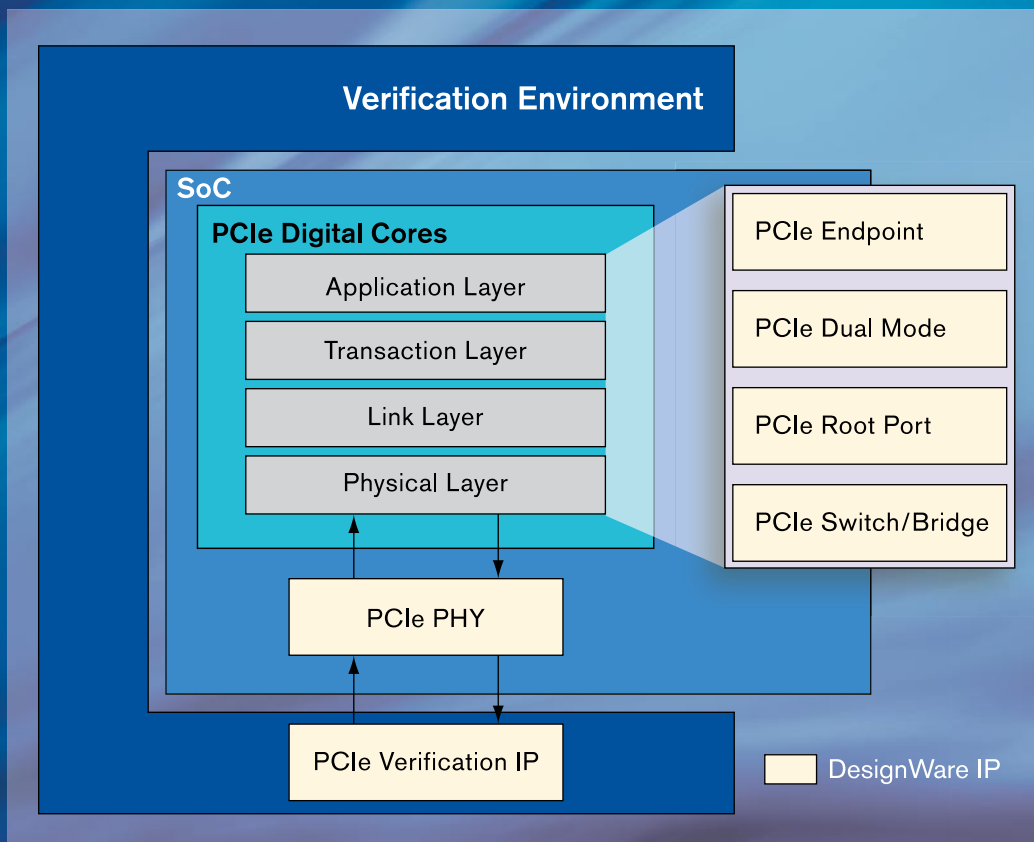 Verification Environment
SoC
PCIe Digital Cores
Application Layer
Transaction Layer
Link Layer
Physical Layer
PCIe Endpoint
PCIe Dual Mode
PCIe Root Port
PCIe Switch/Bridge
PCIe PHY
PCIe Verification IP
DesignWare IP